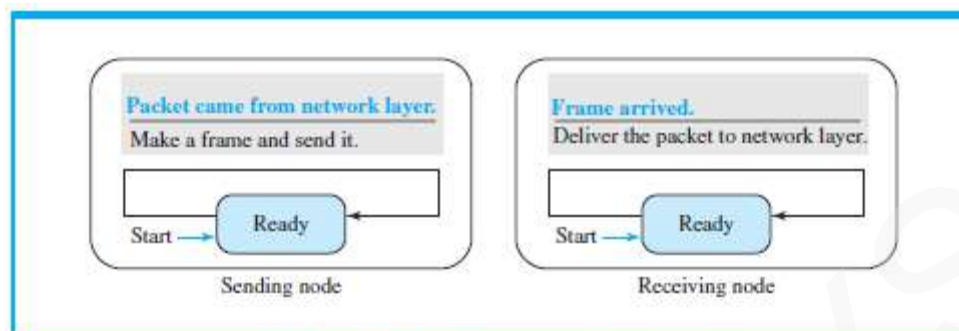 Packet came from network layer.
Make a frame and send it.
Start
Ready
Sending node
Frame arrived.
Deliver the packet to network layer.
Start
Ready
Receiving node